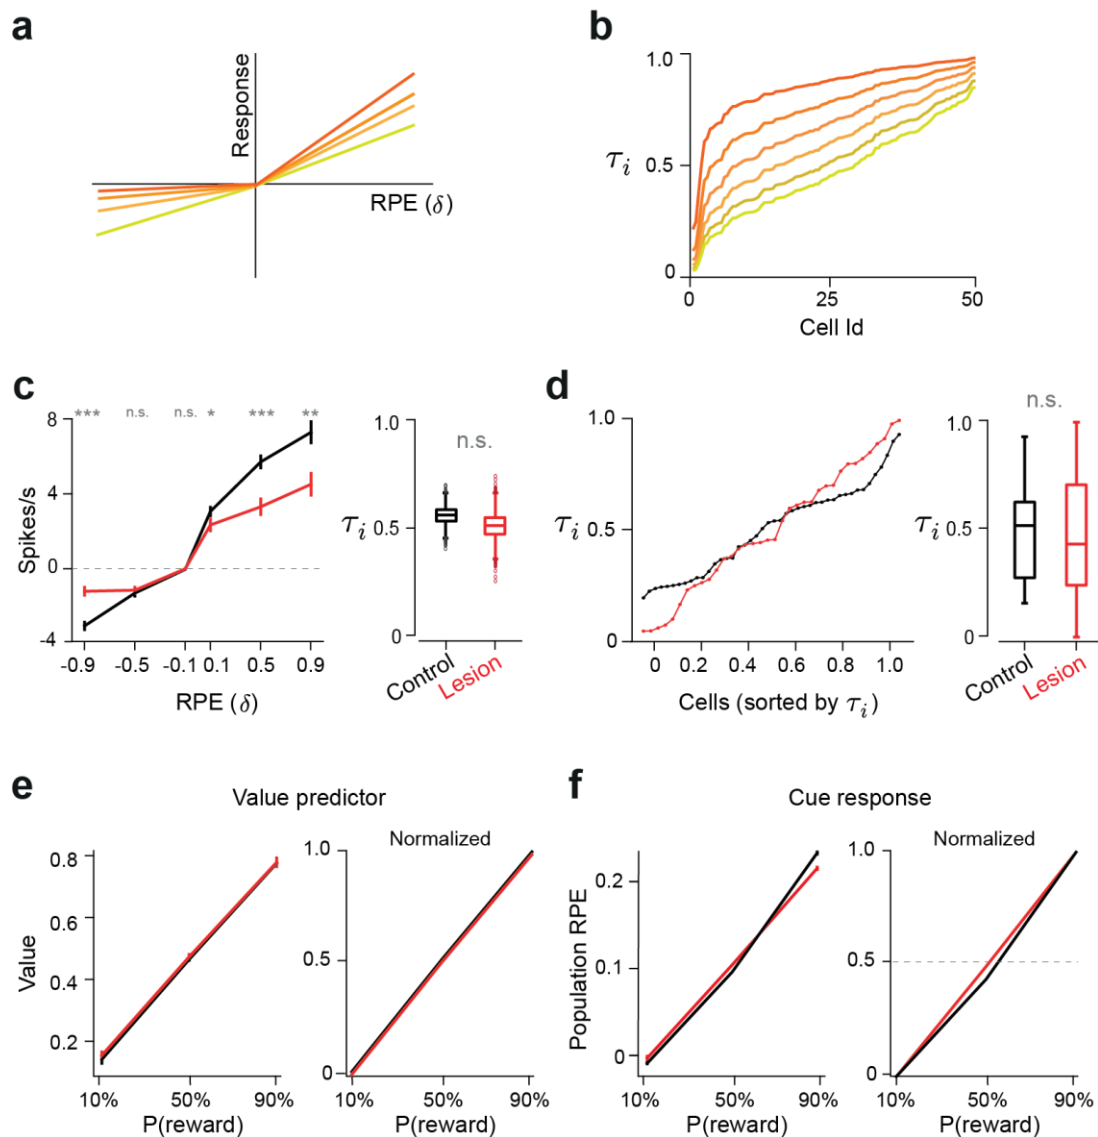 a
Response
RPE (δ)
b
1.0
0.5
0
τi
0
25
50
Cell Id
c
***
n.s.
n.s.
*
***
**
8
4
0
-4
Spikes/s
-0.9
-0.5
-0.1
0.1
0.5
0.9
RPE (δ)
1.0
0.5
0
τi
n.s.
Control
Lesion
d
1.0
0.5
0
τi
0
0.2
0.4
0.6
0.8
1.0
Cells (sorted by τi)
n.s.
1.0
0.5
0
τi
Control
Lesion
e
Value predictor
0.8
0.6
0.4
0.2
Value
10%
50%
90%
P(reward)
Normalized
1.0
0.5
0
10%
50%
90%
P(reward)
f
Cue response
0.2
0.1
0
Population RPE
10%
50%
90%
P(reward)
Normalized
1.0
0.5
0
10%
50%
90%
P(reward)